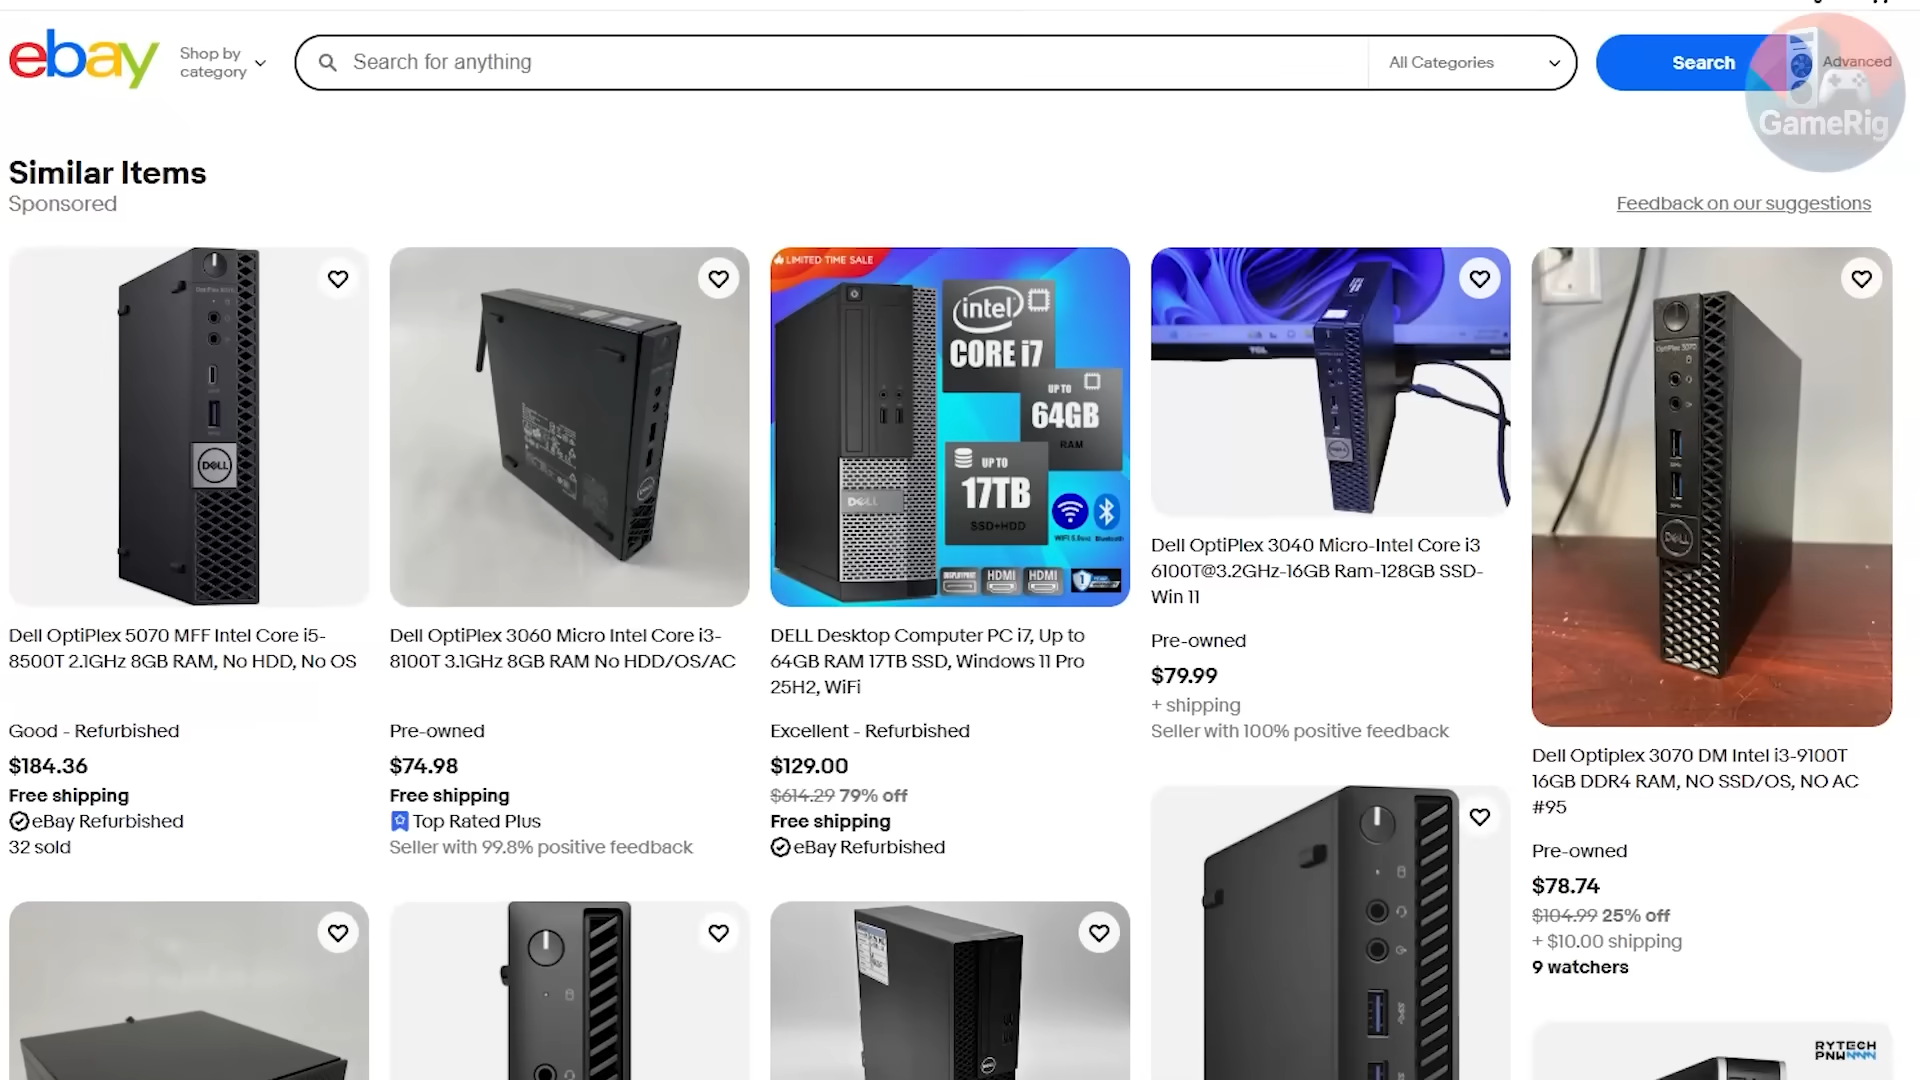 ebay
Shop by
category
Search for anything
All Categories
Search
Advanced
GameRig
Similar Items
Sponsored
Feedback on our suggestions
DELL
Dell OptiPlex 5070 MFF Intel Core i5-
8500T 2.1GHz 8GB RAM, No HDD, No OS
Good - Refurbished
$184.36
Free shipping
eBay Refurbished
32 sold
Dell OptiPlex 3060 Micro Intel Core i3-
8100T 3.1GHz 8GB RAM No HDD/OS/AC
Pre-owned
$74.98
Free shipping
Top Rated Plus
Seller with 99.8% positive feedback
LIMITED TIME SALE
intel
CORE i7
UP TO
64GB
RAM
UP TO
17TB
SSD+HDD
DELL
Bluetooth
DISPLAYPORT
HDMI
HDMI
DELL Desktop Computer PC i7, Up to
64GB RAM 17TB SSD, Windows 11 Pro
25H2, WiFi
Excellent - Refurbished
$129.00
$614.29 79% off
Free shipping
eBay Refurbished
TCL
Dell OptiPlex 3040 Micro-Intel Core i3
6100T@3.2GHz-16GB Ram-128GB SSD-
Win 11
Pre-owned
$79.99
+ shipping
Seller with 100% positive feedback
OptiPlex 3070
DELL
Dell Optiplex 3070 DM Intel i3-9100T
16GB DDR4 RAM, NO SSD/OS, NO AC
#95
Pre-owned
$78.74
$104.99 25% off
+ $10.00 shipping
9 watchers
RYTECH
PNW